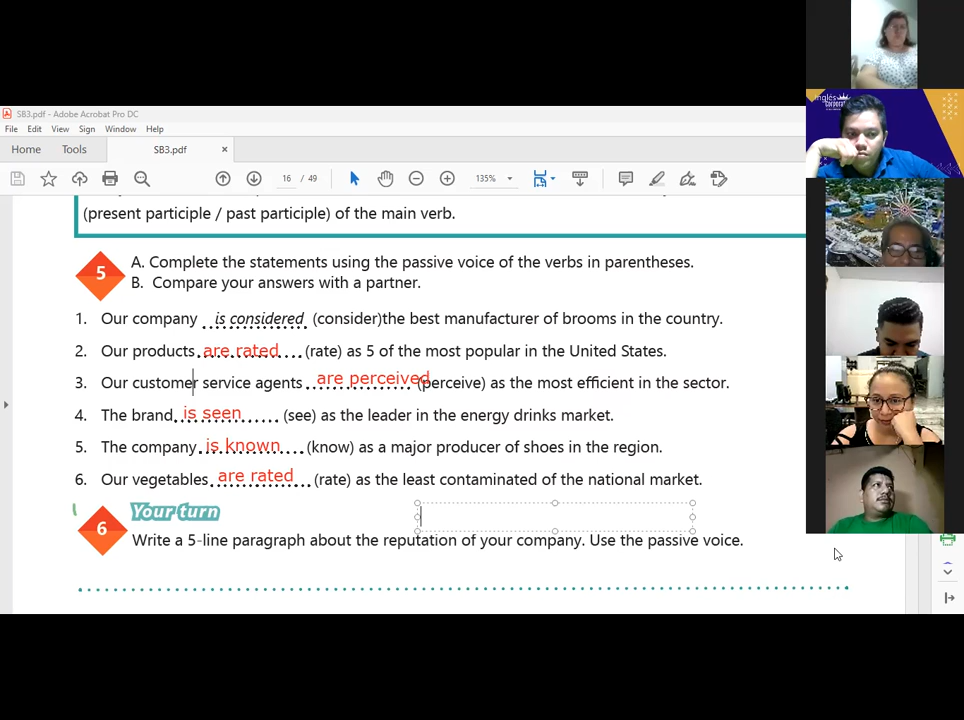 SB3.pdf - Adobe Acrobat Pro DC
File Edit View Sign Window Help
Home Tools SB3.pdf ×
16 / 49 135%
(present participle / past participle) of the main verb.
5
A. Complete the statements using the passive voice of the verbs in parentheses.
B. Compare your answers with a partner.
1. Our company is considered (consider)the best manufacturer of brooms in the country.
2. Our products are rated (rate) as 5 of the most popular in the United States.
3. Our customer service agents are perceived (perceive) as the most efficient in the sector.
4. The brand is seen (see) as the leader in the energy drinks market.
5. The company is known (know) as a major producer of shoes in the region.
6. Our vegetables are rated (rate) as the least contaminated of the national market.
6
Your turn
Write a 5-line paragraph about the reputation of your company. Use the passive voice.
Inglés
corporativo